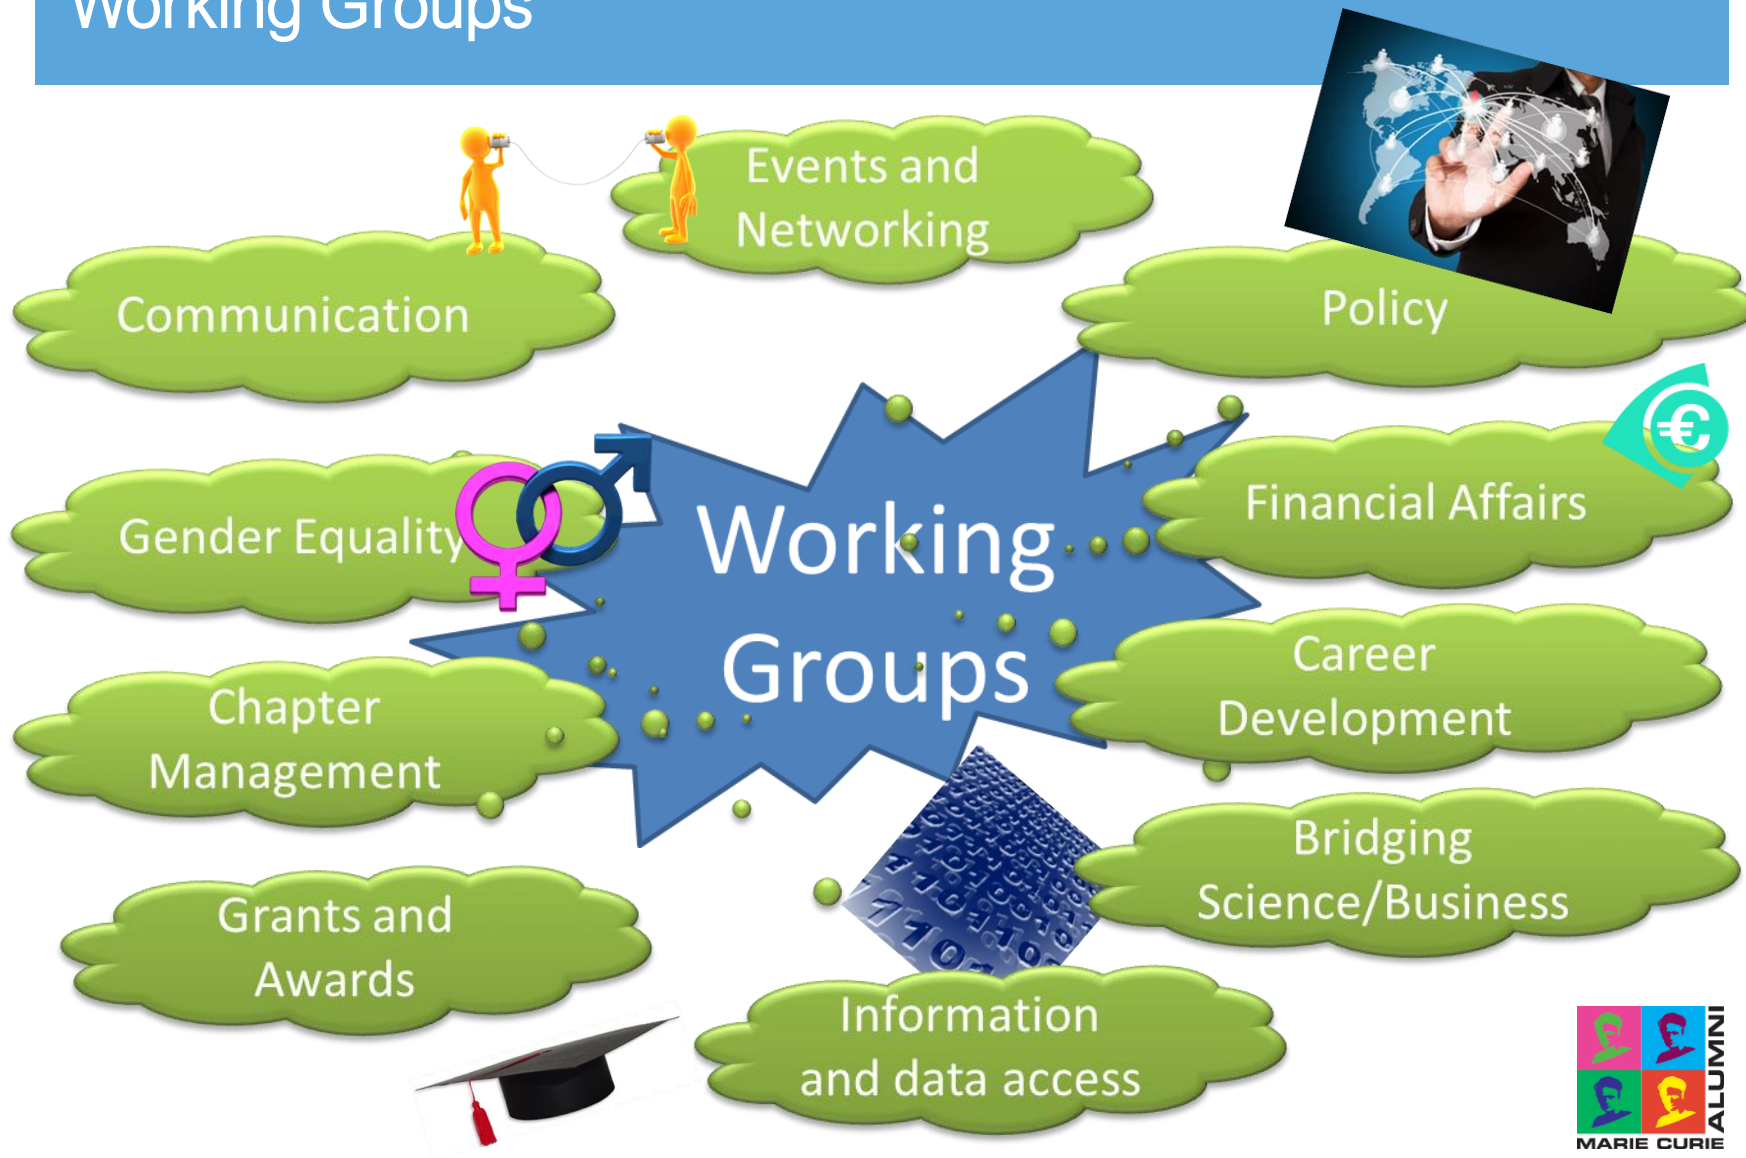 Working Groups
Events and
Networking
Communication
Policy
Gender Equality
Working
Groups
Financial Affairs
Chapter
Management
Career
Development
Grants and
Awards
Bridging
Science/Business
Information
and data access
€
MARIE CURIE
ALUMNI